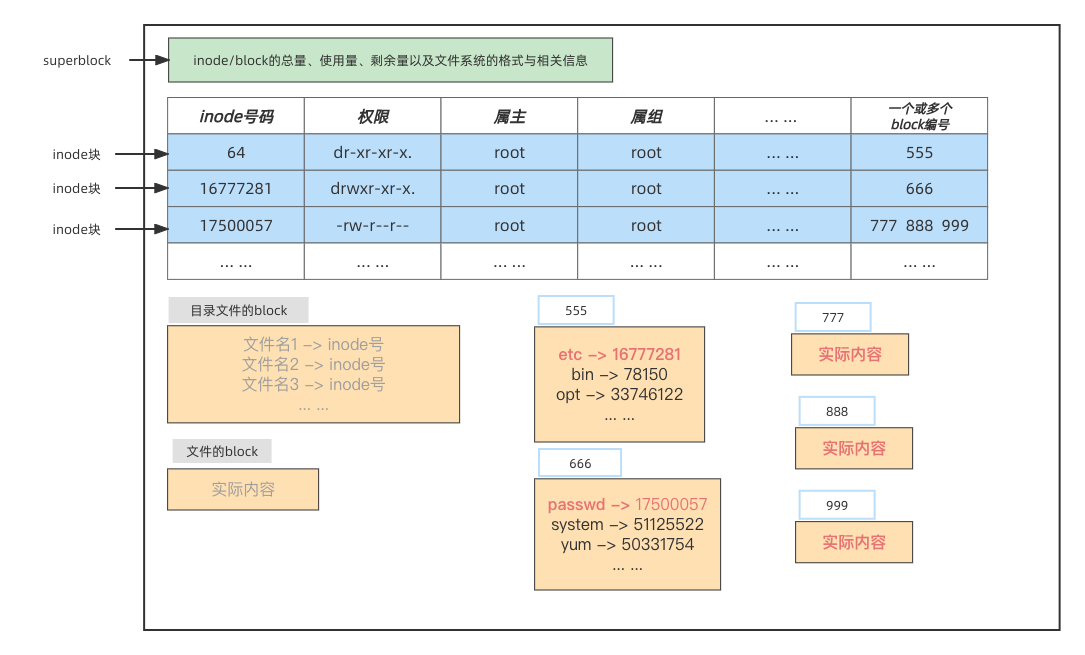 superblock
inode/block的总量、使用量、剩余量以及文件系统的格式与相关信息
inode号码 权限 属主 属组 ... ... 一个或多个
block编号
inode块 64 dr-xr-xr-x. root root ... ... 555
inode块 16777281 drwxr-xr-x. root root ... ... 666
inode块 17500057 -rw-r--r-- root root ... ... 777 888 999
... ... ... ... ... ... ... ... ... ... ... ...
目录文件的block
文件名1 –> inode号
文件名2 –> inode号
文件名3 –> inode号
... ...
文件的block
实际内容
555
etc –> 16777281
bin –> 78150
opt –> 33746122
... ...
666
passwd –> 17500057
system –> 51125522
yum –> 50331754
... ...
777
实际内容
888
实际内容
999
实际内容